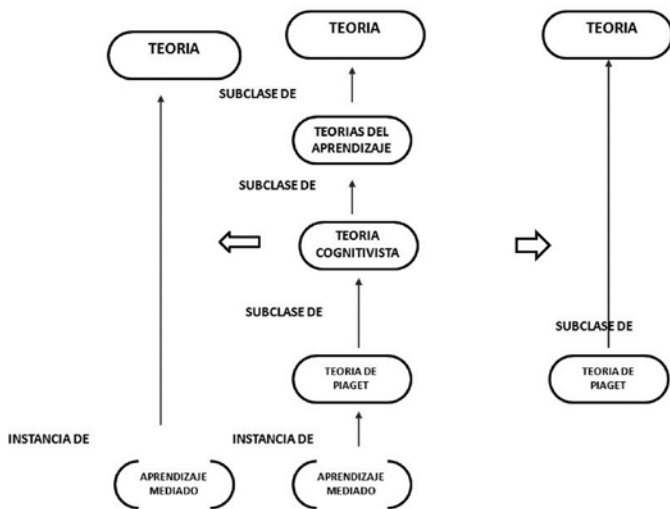 TEORIA
TEORIA
TEORIA
SUBCLASE DE
TEORIAS DEL
APRENDIZAJE
SUBCLASE DE
TEORIA
COGNITIVISTA
SUBCLASE DE
SUBCLASE DE
TEORIA DE
PIAGET
TEORIA DE
PIAGET
INSTANCIA DE
INSTANCIA DE
APRENDIZAJE
MEDIADO
APRENDIZAJE
MEDIADO